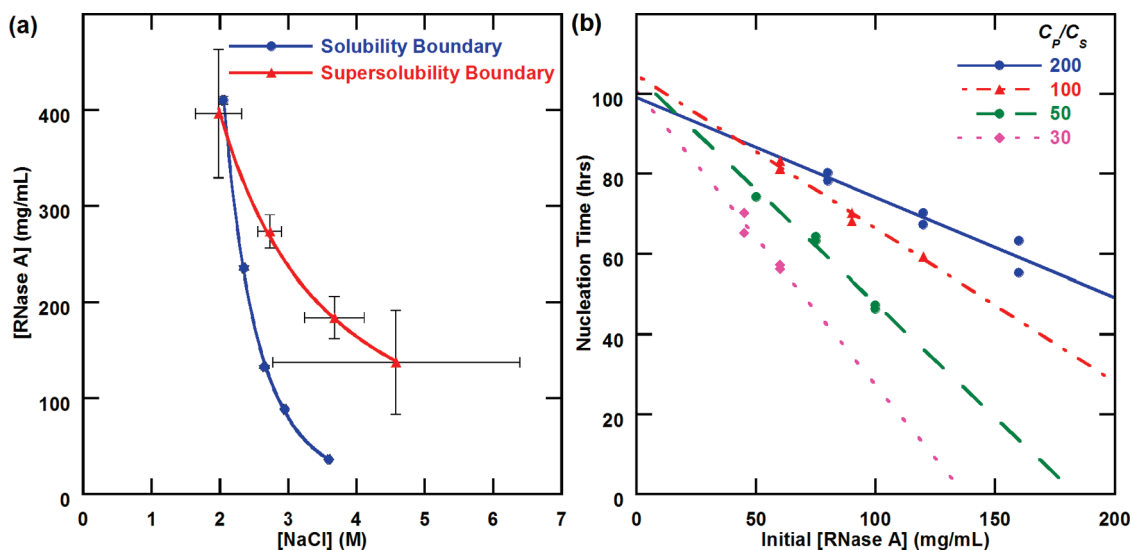 (a)
Solubility Boundary
Supersolubility Boundary
[RNase A] (mg/mL)
400
300
200
100
0
0 1 2 3 4 5 6 7
[NaCl] (M)
(b)
C_P/C_S
200
100
50
30
Nucleation Time (hrs)
100
80
60
40
20
0
0 50 100 150 200
Initial [RNase A] (mg/mL)